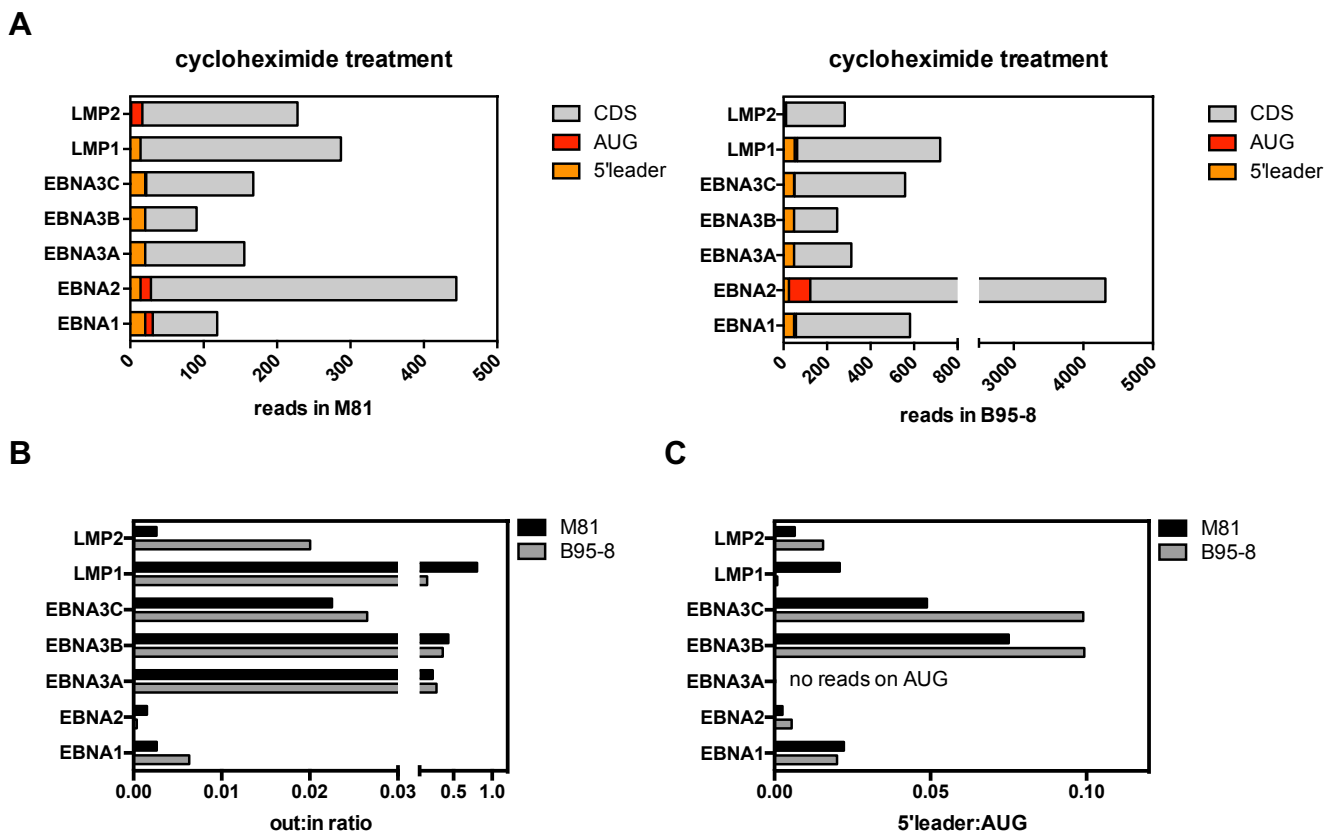 A
cycloheximide treatment
LMP2
LMP1
EBNA3C
EBNA3B
EBNA3A
EBNA2
EBNA1
0
100
200
300
400
500
reads in M81
CDS
AUG
5'leader
cycloheximide treatment
LMP2
LMP1
EBNA3C
EBNA3B
EBNA3A
EBNA2
EBNA1
0
200
400
600
800
3000
4000
5000
reads in B95-8
CDS
AUG
5'leader
B
LMP2
LMP1
EBNA3C
EBNA3B
EBNA3A
EBNA2
EBNA1
0.00
0.01
0.02
0.03
0.5
1.0
out:in ratio
M81
B95-8
C
LMP2
LMP1
EBNA3C
EBNA3B
EBNA3A
no reads on AUG
EBNA2
EBNA1
0.00
0.05
0.10
5'leader:AUG
M81
B95-8